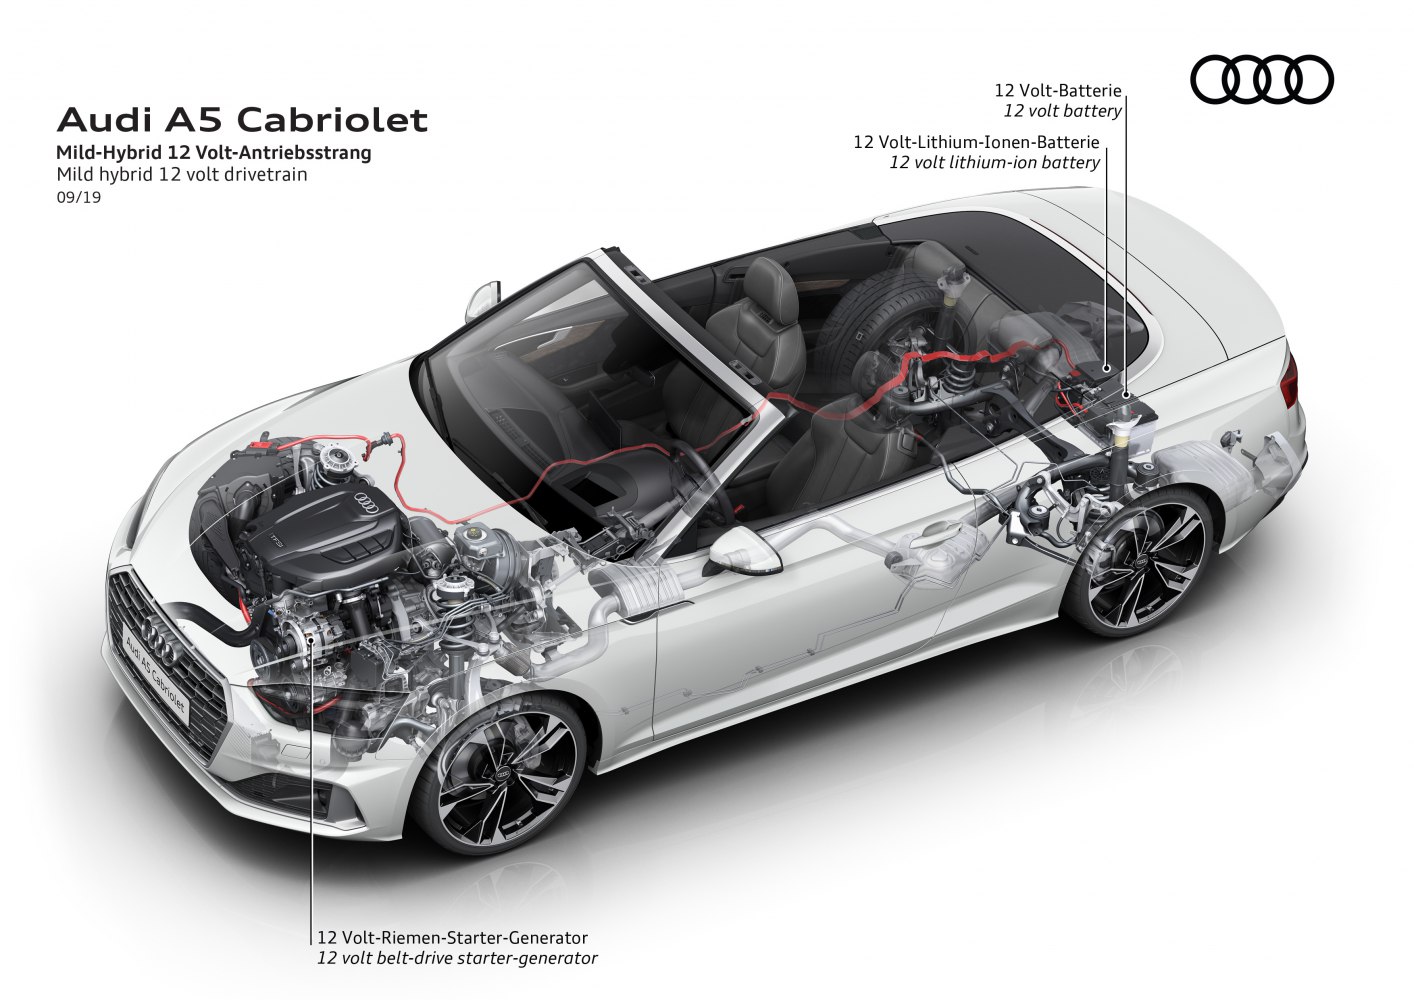 Audi A5 Cabriolet
Mild-Hybrid 12 Volt-Antriebsstrang
Mild hybrid 12 volt drivetrain
09/19
12 Volt-Batterie
12 volt battery
12 Volt-Lithium-Ionen-Batterie
12 volt lithium-ion battery
TFSI
Audi A5 Cabriolet
12 Volt-Riemen-Starter-Generator
12 volt belt-drive starter-generator